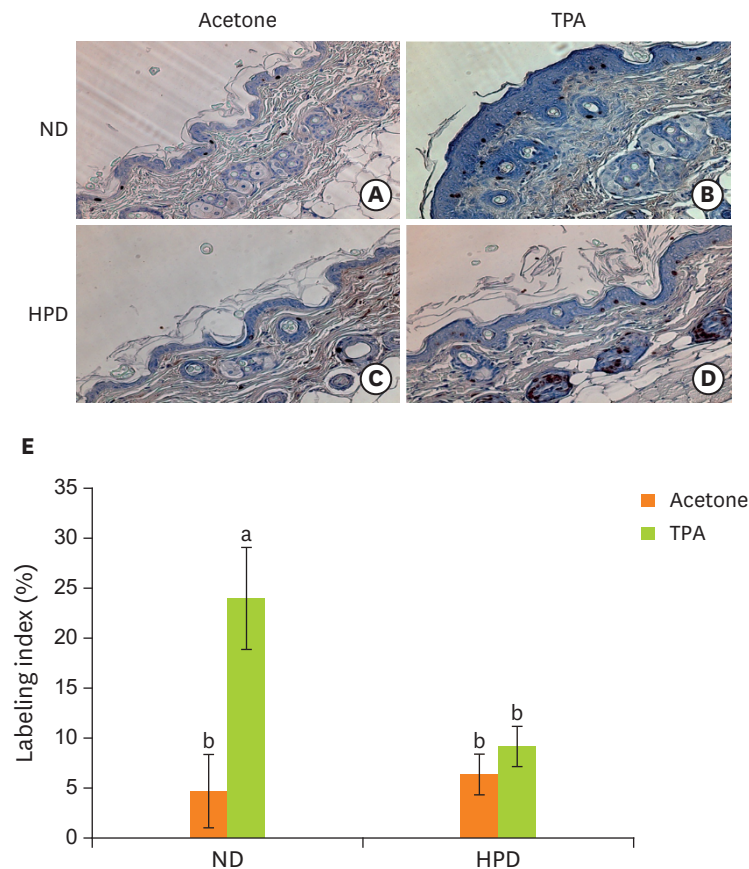 Acetone TPA
ND
A B
HPD
C D
E
35
30
25
20
15
10
5
0
Labeling index (%)
a
b
b b
ND HPD
Acetone
TPA